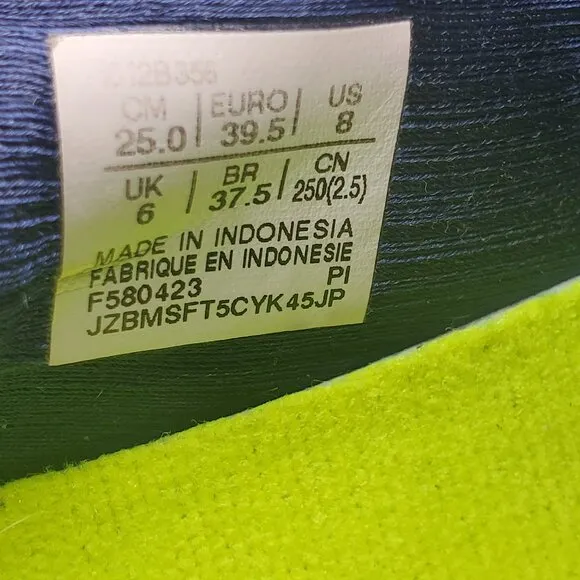 CM EURO US
25.0 39.5 8
UK BR CN
6 37.5 250(2.5)
MADE IN INDONESIA
FABRIQUE EN INDONESIE
F580423 PI
JZBMSFT5CYK45JP